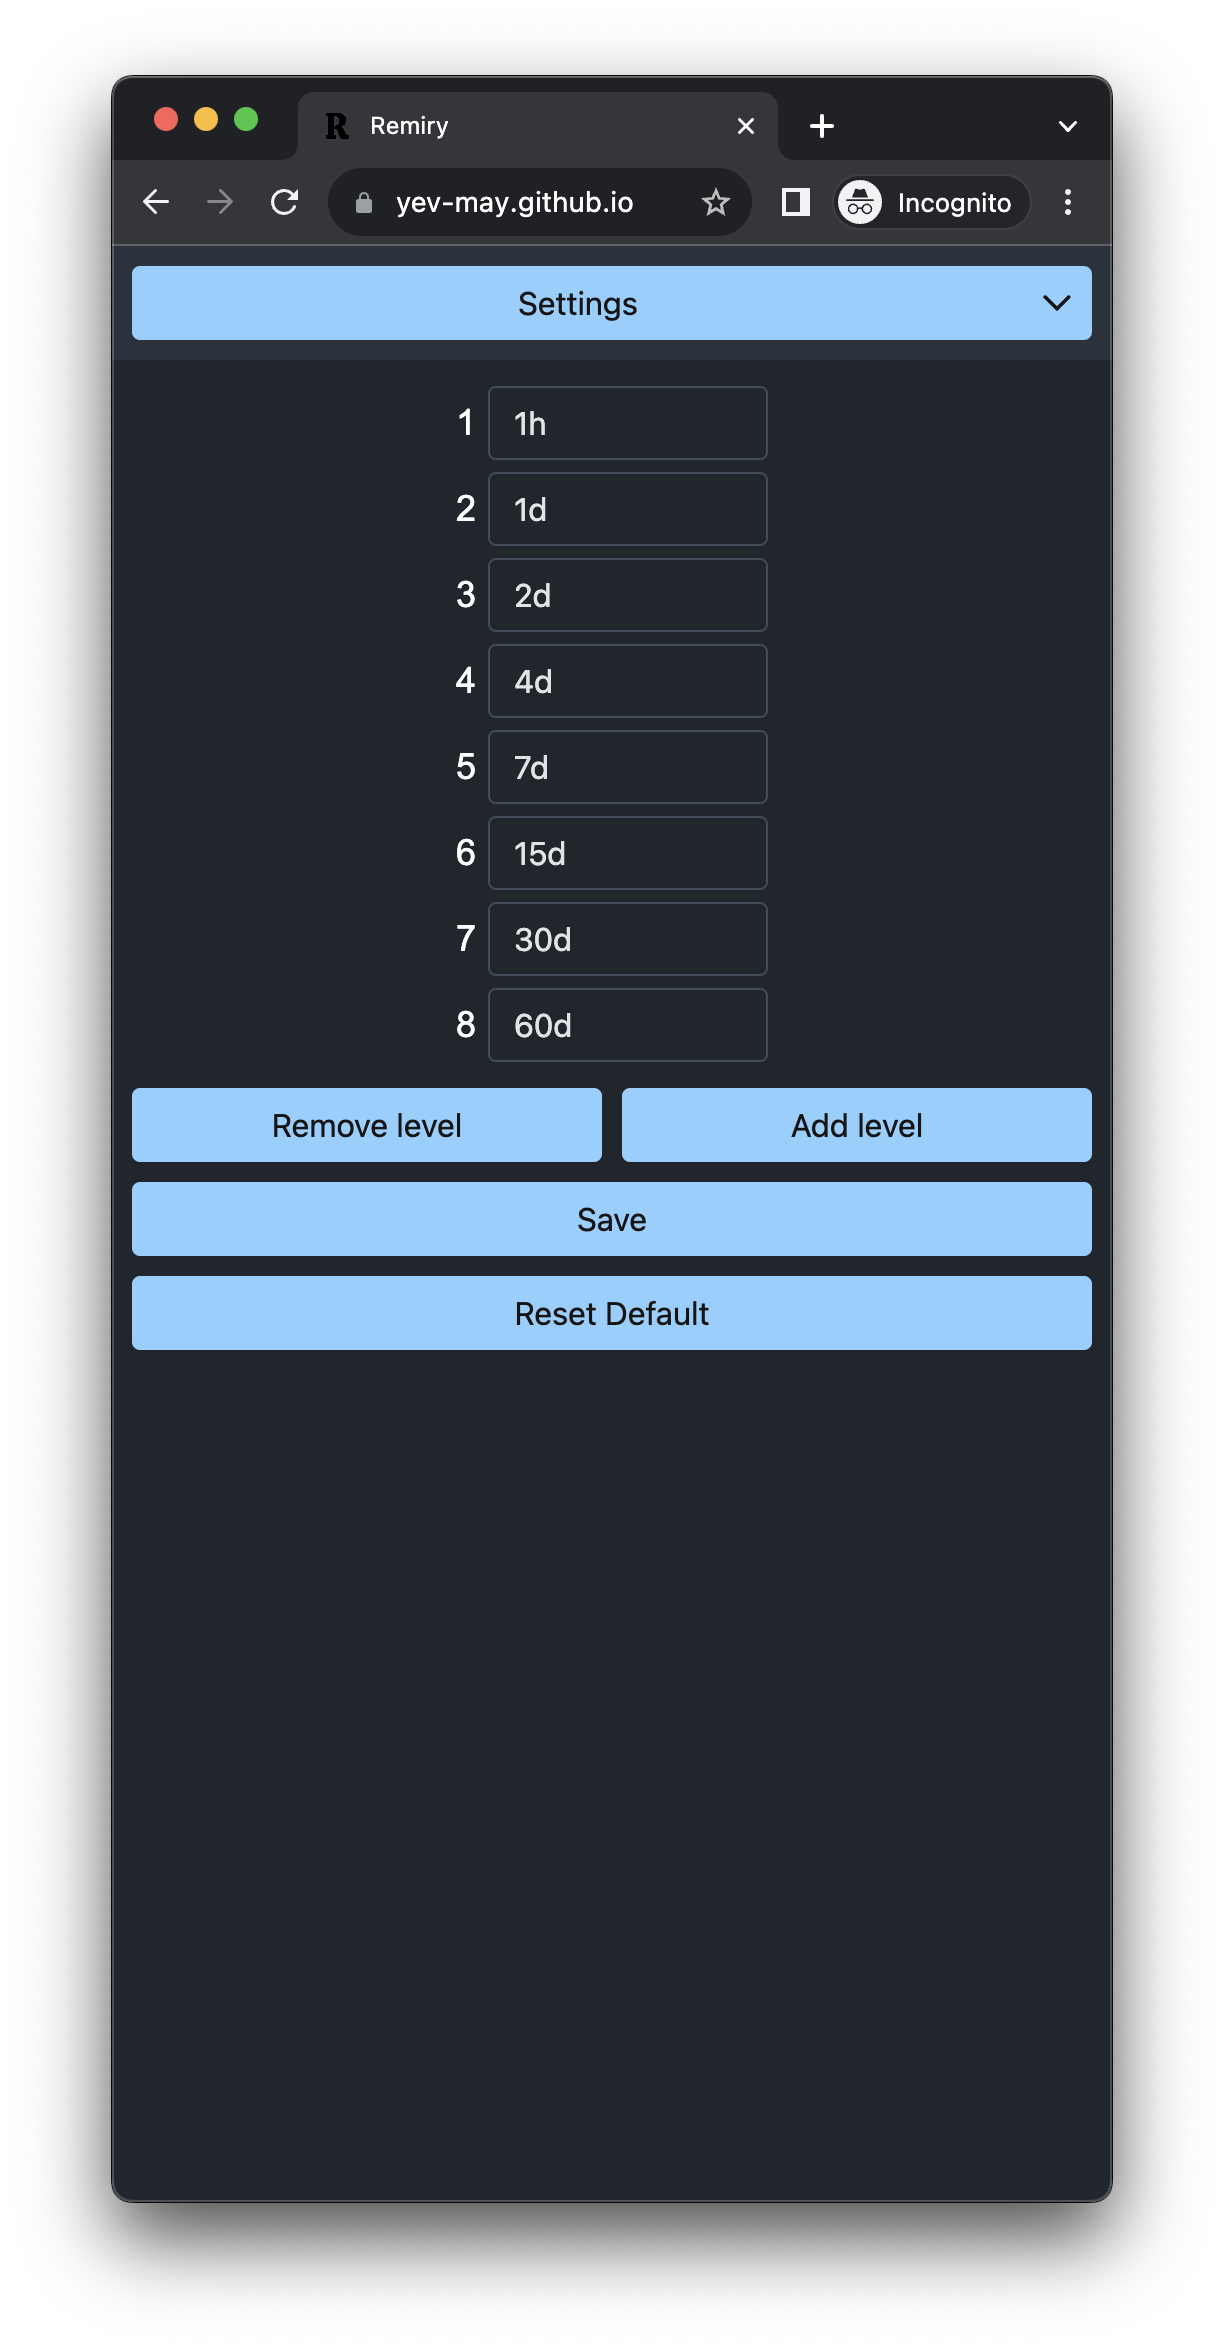 R Remiry
yev-may.github.io Incognito
Settings
1 1h
2 1d
3 2d
4 4d
5 7d
6 15d
7 30d
8 60d
Remove level Add level
Save
Reset Default